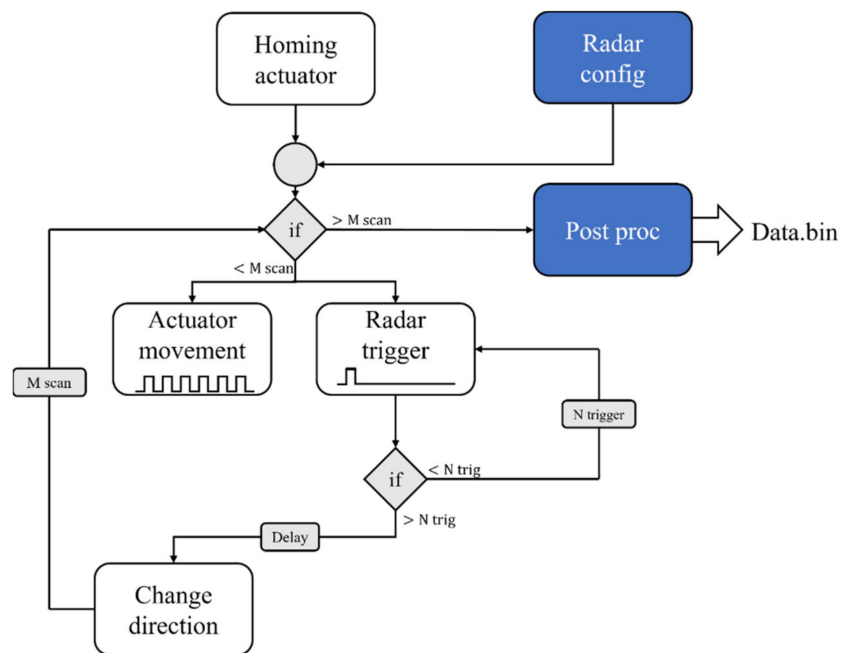 Homing
actuator
Radar
config
if
> M scan
Post proc
Data.bin
< M scan
Actuator
movement
Radar
trigger
M scan
N trigger
if
< N trig
> N trig
Delay
Change
direction